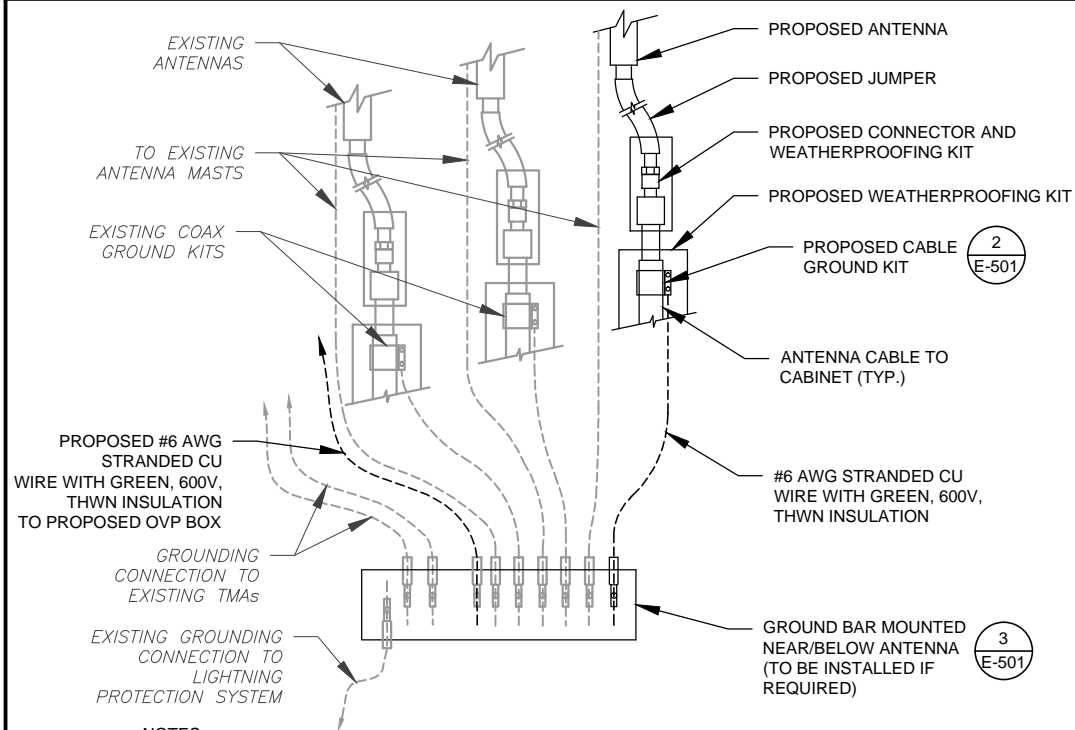 EXISTING
ANTENNAS
TO EXISTING
ANTENNA MASTS
EXISTING COAX
GROUND KITS
PROPOSED #6 AWG
STRANDED CU
WIRE WITH GREEN, 600V,
THWN INSULATION
TO PROPOSED OVP BOX
GROUNDING
CONNECTION TO
EXISTING TMAs
EXISTING GROUNDING
CONNECTION TO
LIGHTNING
PROTECTION SYSTEM
PROPOSED ANTENNA
PROPOSED JUMPER
PROPOSED CONNECTOR AND
WEATHERPROOFING KIT
PROPOSED WEATHERPROOFING KIT
PROPOSED CABLE
GROUND KIT
2
E-501
ANTENNA CABLE TO
CABINET (TYP.)
#6 AWG STRANDED CU
WIRE WITH GREEN, 600V,
THWN INSULATION
GROUND BAR MOUNTED
NEAR/BELOW ANTENNA
(TO BE INSTALLED IF
REQUIRED)
3
E-501